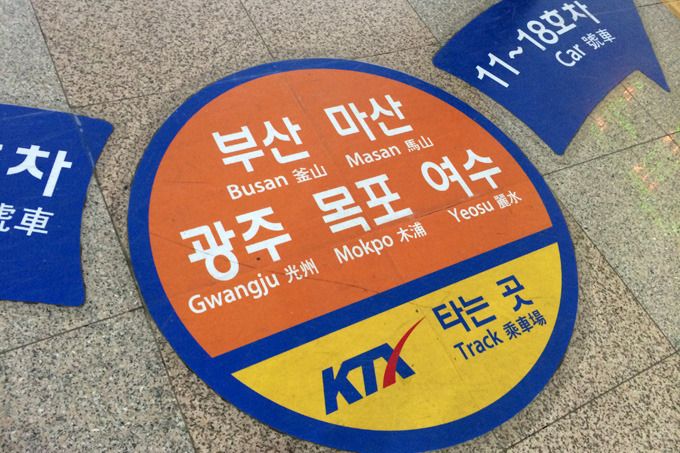 11~18호차
Car 號車
호차
號車
부산 마산
Busan 釜山 Masan 馬山
광주 목포 여수
Gwangju 光州 Mokpo 木浦 Yeosu 麗水
KTX 타는 곳
Track 乘車場